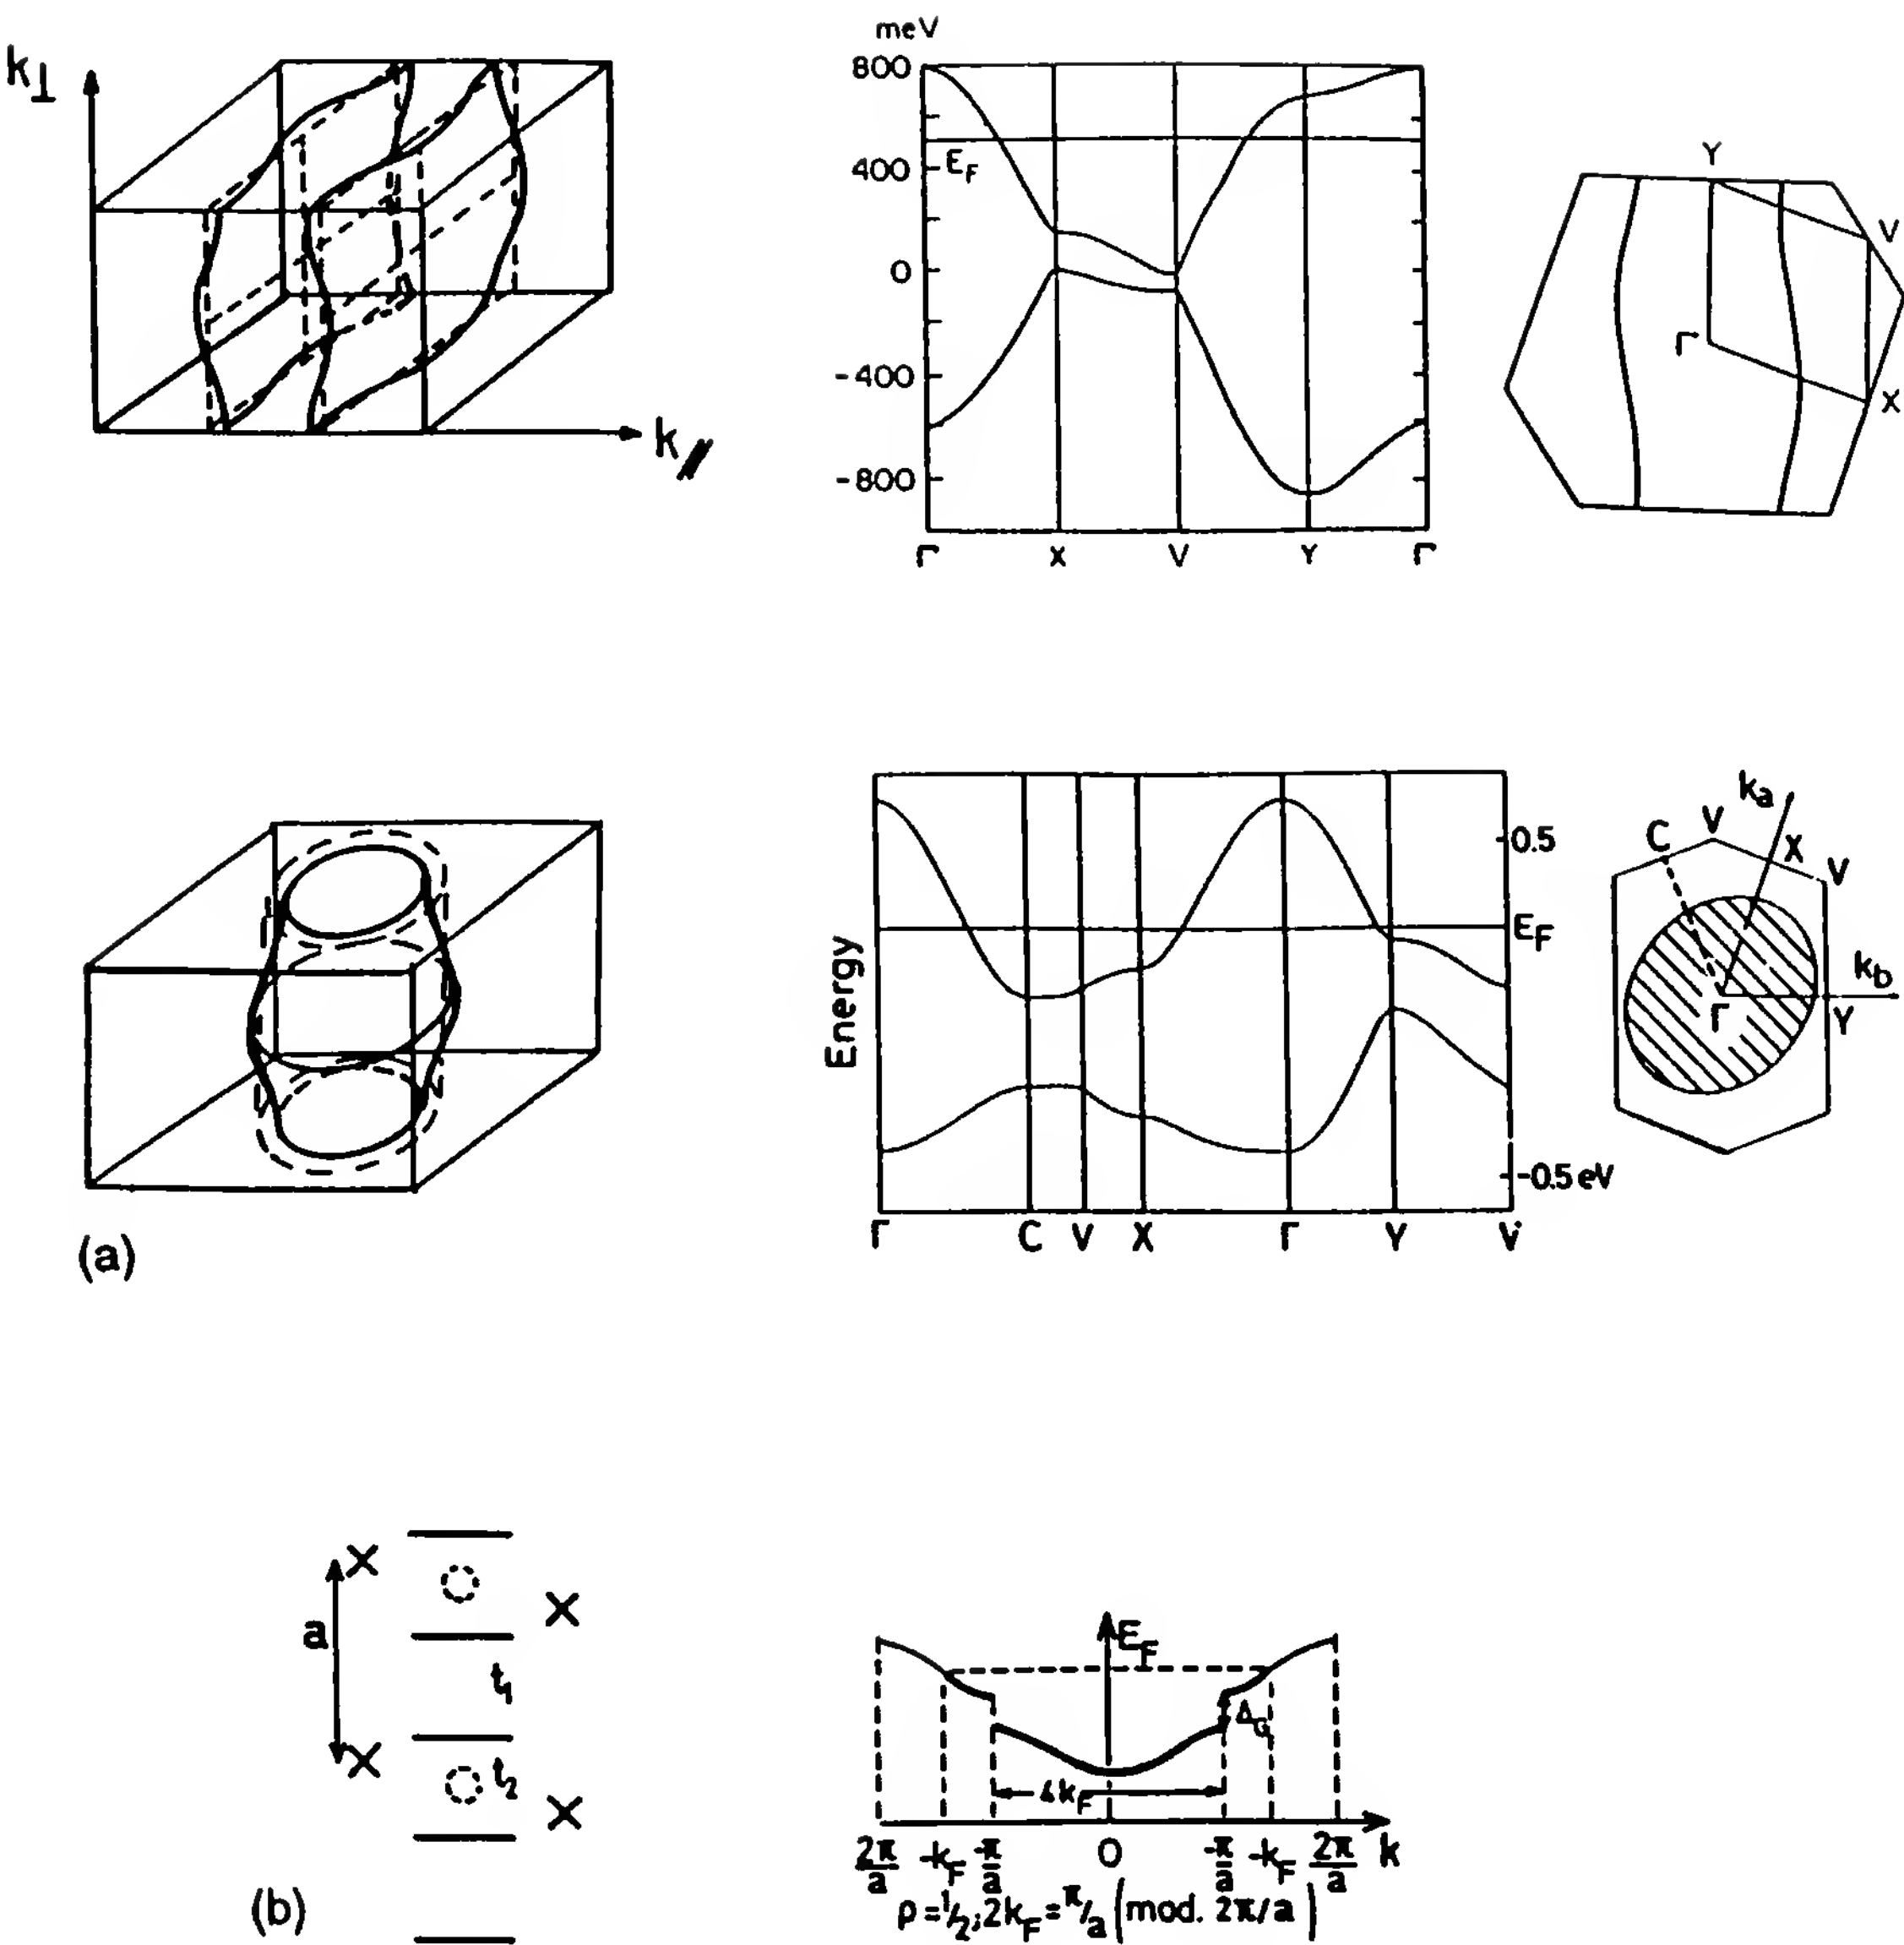 k⊥
k//
meV
800
400
0
-400
-800
E_F
Γ X V Y Γ
Y
V
Γ
X
(a)
Energy
0.5
E_F
-0.5 eV
Γ C V X Γ Y V
k_a
V
C
X
V
k_b
Γ
Y
a
t₁
t₂
(b)
E_F
Δ_G
4k_F
2π/a -k_F -π/a 0 -π/a -k_F 2π/a k
ρ=½; 2k_F=π/a (mod. 2π/a)